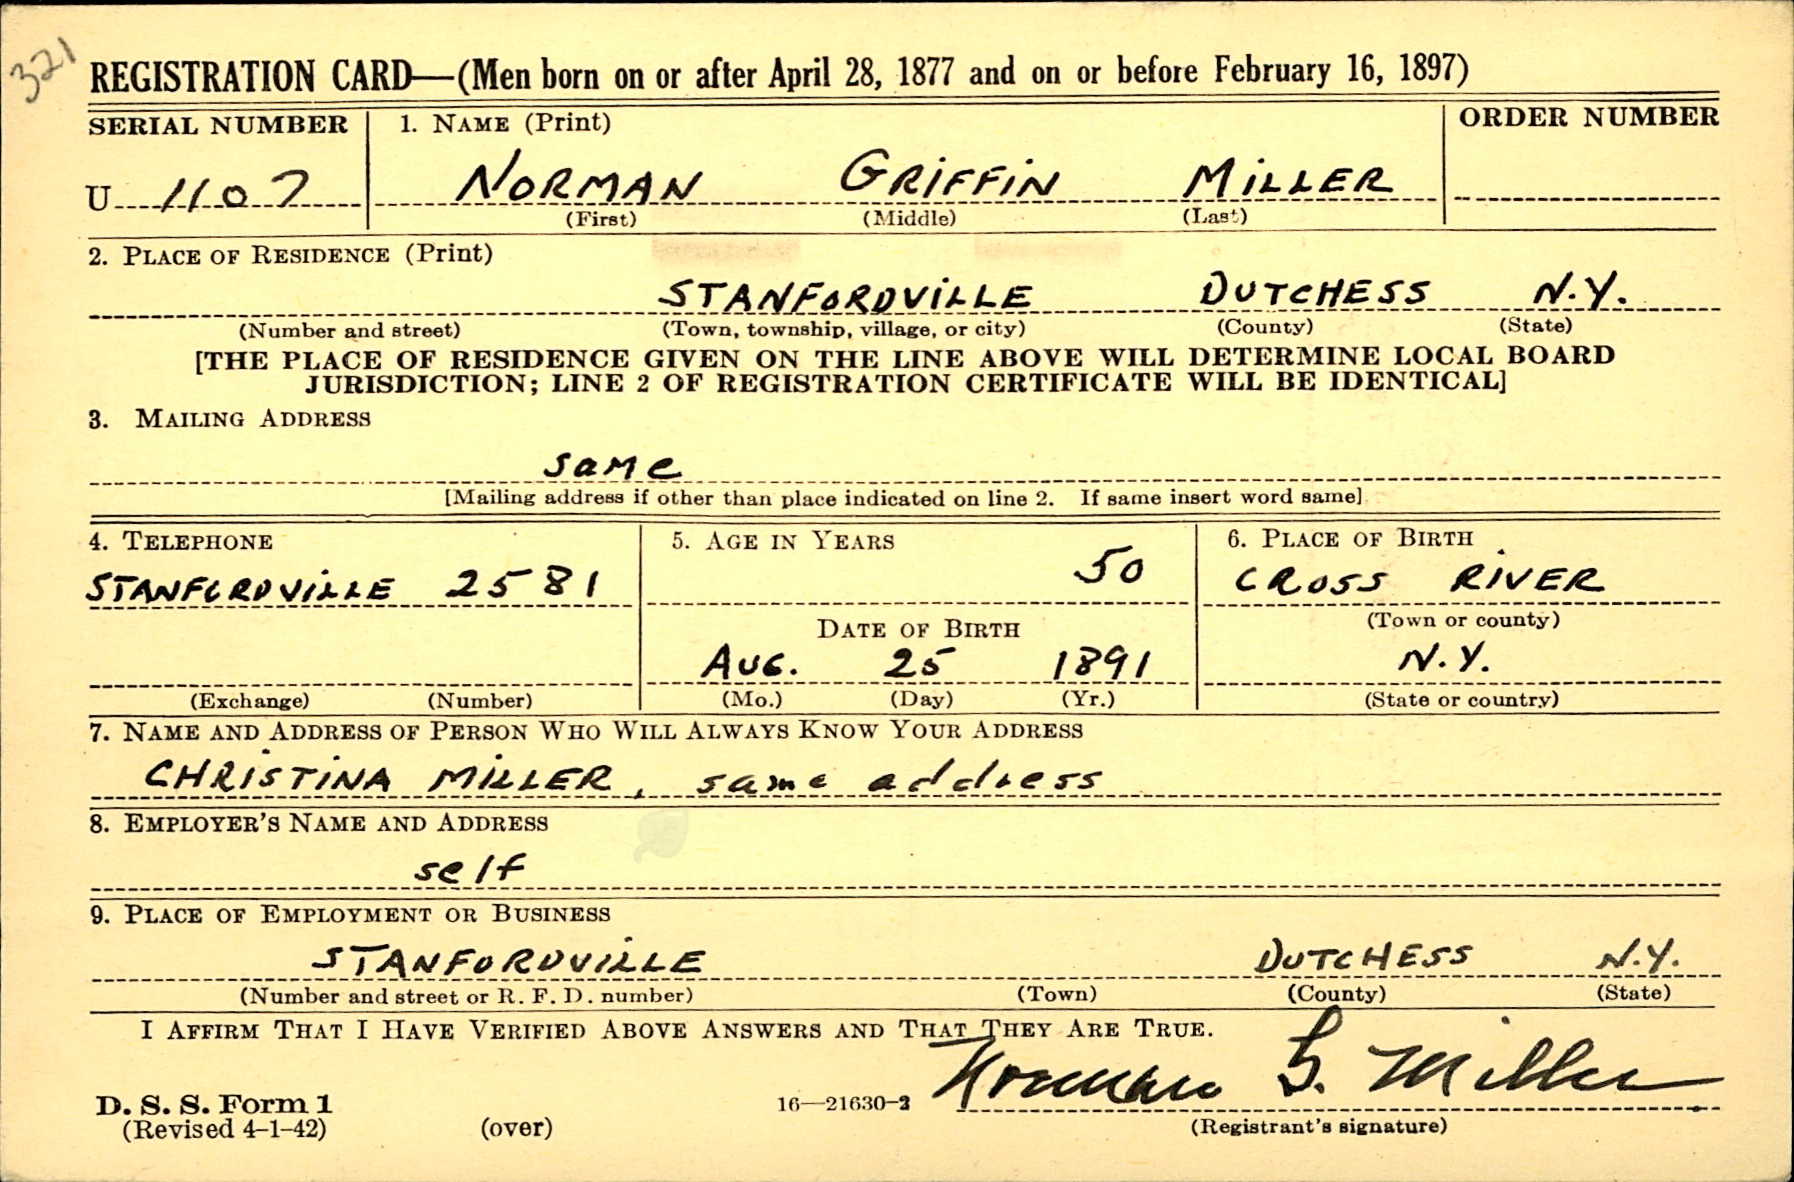 321
REGISTRATION CARD—(Men born on or after April 28, 1877 and on or before February 16, 1897)
SERIAL NUMBER 1. NAME (Print) ORDER NUMBER
U 1107 NORMAN GRIFFIN MILLER
(First) (Middle) (Last)
2. PLACE OF RESIDENCE (Print)
STANFORDVILLE DUTCHESS N.Y.
(Number and street) (Town, township, village, or city) (County) (State)
[THE PLACE OF RESIDENCE GIVEN ON THE LINE ABOVE WILL DETERMINE LOCAL BOARD
JURISDICTION; LINE 2 OF REGISTRATION CERTIFICATE WILL BE IDENTICAL]
3. MAILING ADDRESS
same
[Mailing address if other than place indicated on line 2. If same insert word same]
4. TELEPHONE 5. AGE IN YEARS 6. PLACE OF BIRTH
STANFORDVILLE 2581 50 CROSS RIVER
(Town or county)
DATE OF BIRTH
AUG. 25 1891 N.Y.
(Exchange) (Number) (Mo.) (Day) (Yr.) (State or country)
7. NAME AND ADDRESS OF PERSON WHO WILL ALWAYS KNOW YOUR ADDRESS
CHRISTINA MILLER, same address
8. EMPLOYER'S NAME AND ADDRESS
self
9. PLACE OF EMPLOYMENT OR BUSINESS
STANFORDVILLE DUTCHESS N.Y.
(Number and street or R. F. D. number) (Town) (County) (State)
I AFFIRM THAT I HAVE VERIFIED ABOVE ANSWERS AND THAT THEY ARE TRUE.
Norman G. Miller
D. S. S. Form 1 16—21630-2
(Revised 4-1-42) (over) (Registrant's signature)